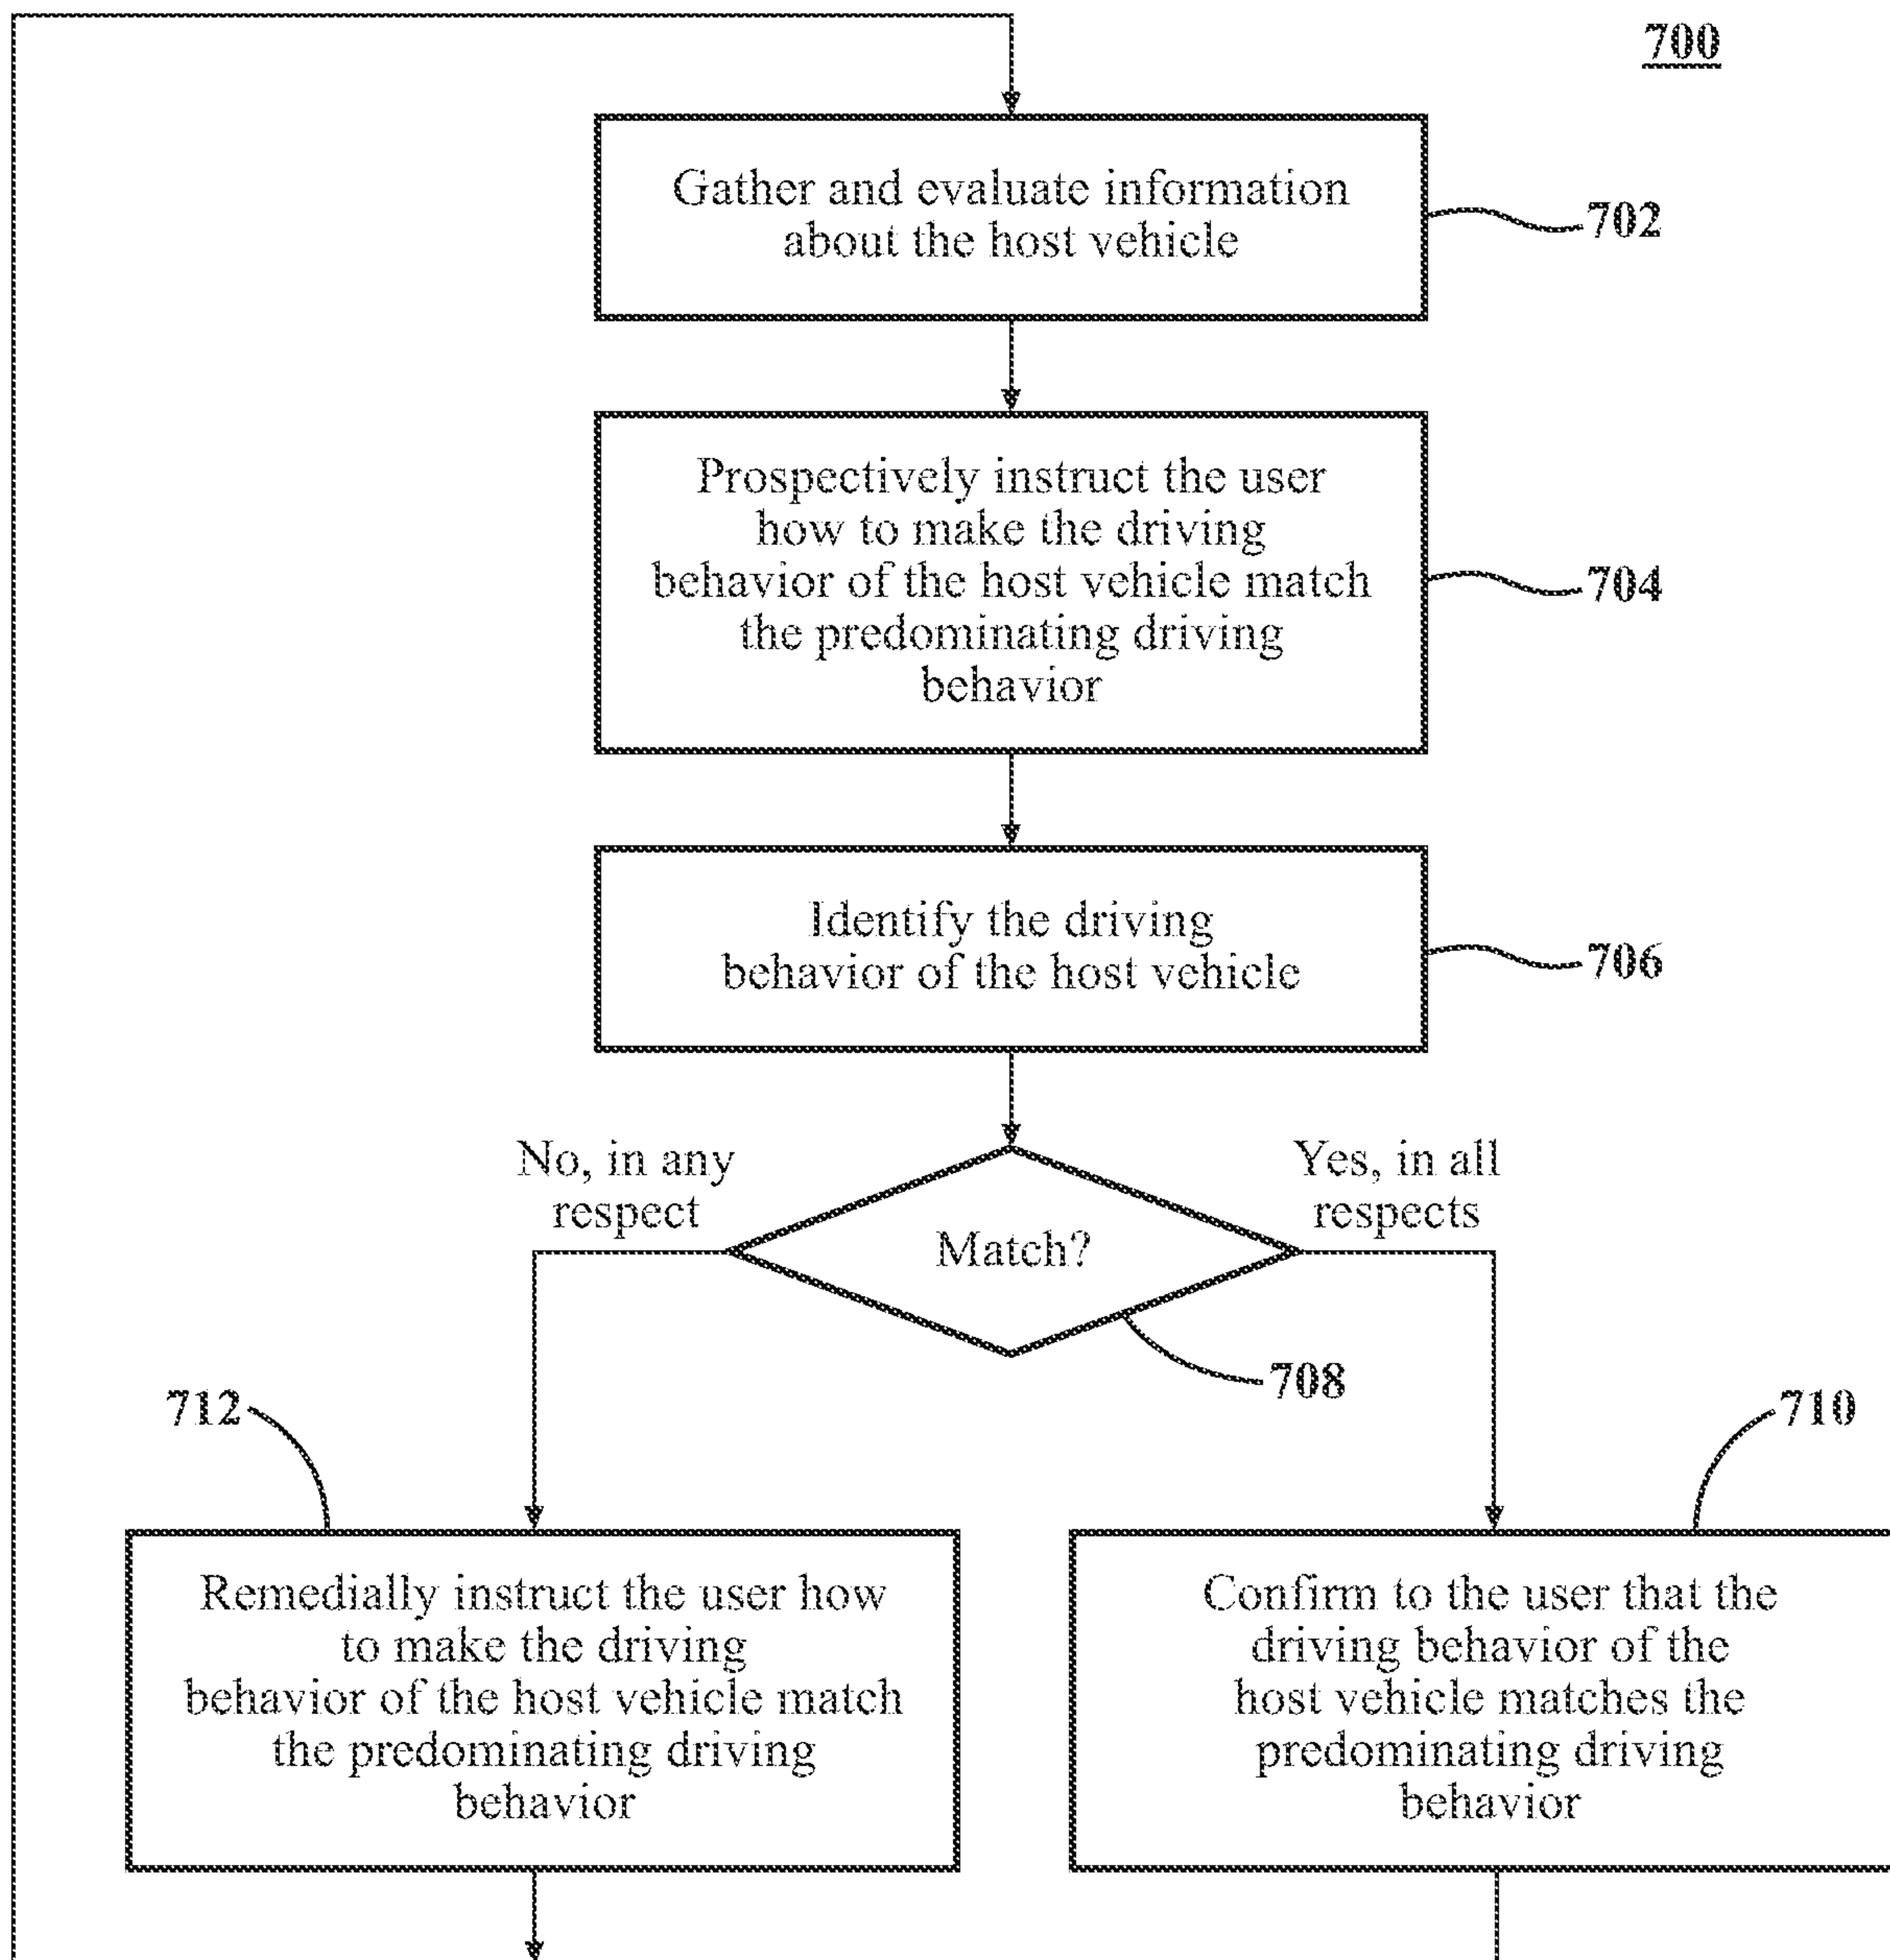 700
Gather and evaluate information
about the host vehicle
702
Prospectively instruct the user
how to make the driving
behavior of the host vehicle match
the predominating driving
behavior
704
Identify the driving
behavior of the host vehicle
706
No, in any
respect
Yes, in all
respects
Match?
708
712
710
Remedially instruct the user how
to make the driving
behavior of the host vehicle match
the predominating driving
behavior
Confirm to the user that the
driving behavior of the
host vehicle matches the
predominating driving
behavior